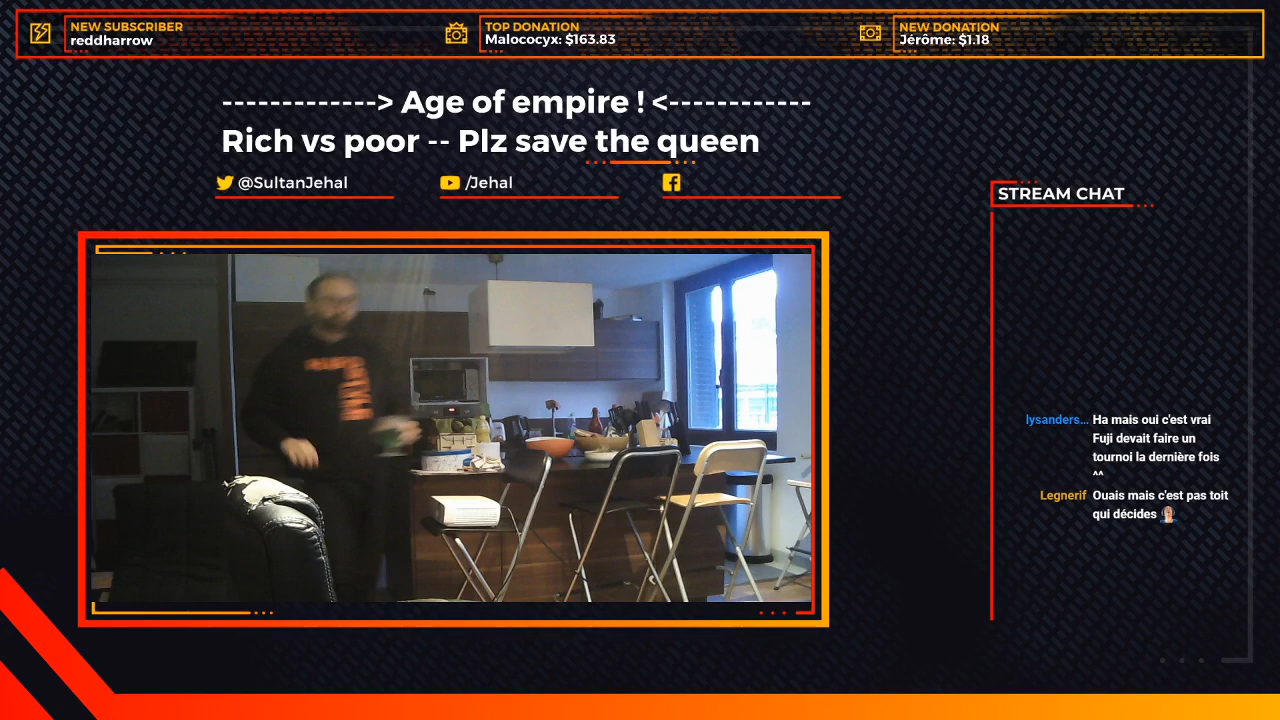 NEW SUBSCRIBER
reddharrow
TOP DONATION
Malococyx: $163.83
NEW DONATION
Jérôme: $1.18
-------------> Age of empire ! <------------
Rich vs poor -- Plz save the queen
@SultanJehal
/Jehal
STREAM CHAT
lysanders... Ha mais oui c'est vrai
Fuji devait faire un
tournoi la dernière fois
^^
Legnerif Ouais mais c'est pas toit
qui décides